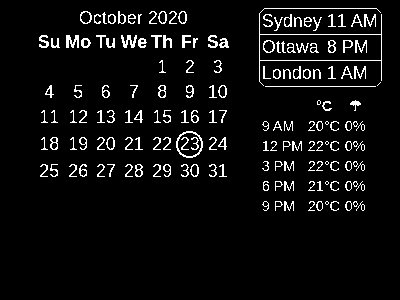 October 2020
Su Mo Tu We Th Fr Sa
1 2 3
4 5 6 7 8 9 10
11 12 13 14 15 16 17
18 19 20 21 22 23 24
25 26 27 28 29 30 31
Sydney 11 AM
Ottawa 8 PM
London 1 AM
°C ☂
9 AM 20°C 0%
12 PM 22°C 0%
3 PM 22°C 0%
6 PM 21°C 0%
9 PM 20°C 0%